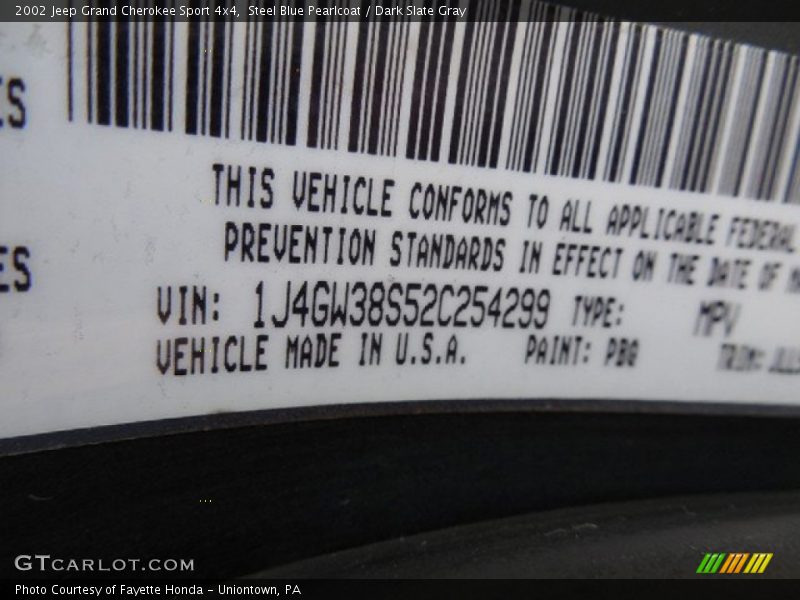 2002 Jeep Grand Cherokee Sport 4x4, Steel Blue Pearlcoat / Dark Slate Gray
ES
THIS VEHICLE CONFORMS TO ALL APPLICABLE FEDERAL
PREVENTION STANDARDS IN EFFECT ON THE DATE OF
ES
VIN: 1J4GW38S52C254299 TYPE: MPV
VEHICLE MADE IN U.S.A. PAINT: PBQ TRIM:
GTCARLOT.COM
Photo Courtesy of Fayette Honda - Uniontown, PA